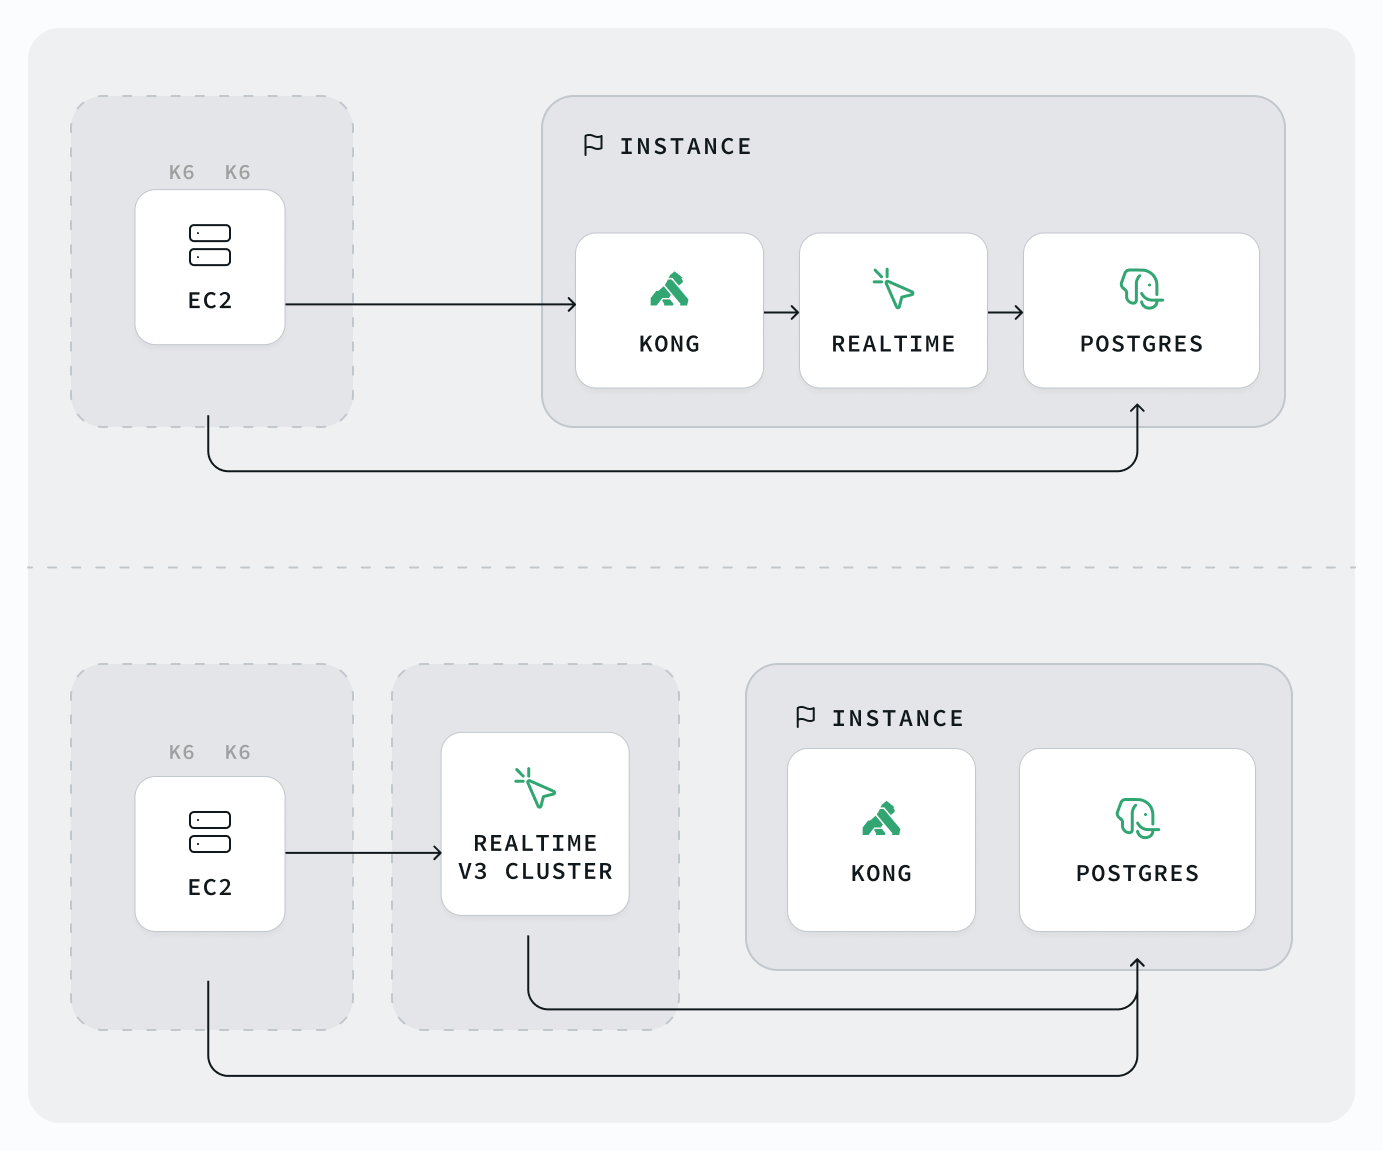 K6 K6
EC2
INSTANCE
KONG
REALTIME
POSTGRES
K6 K6
EC2
REALTIME
V3 CLUSTER
INSTANCE
KONG
POSTGRES